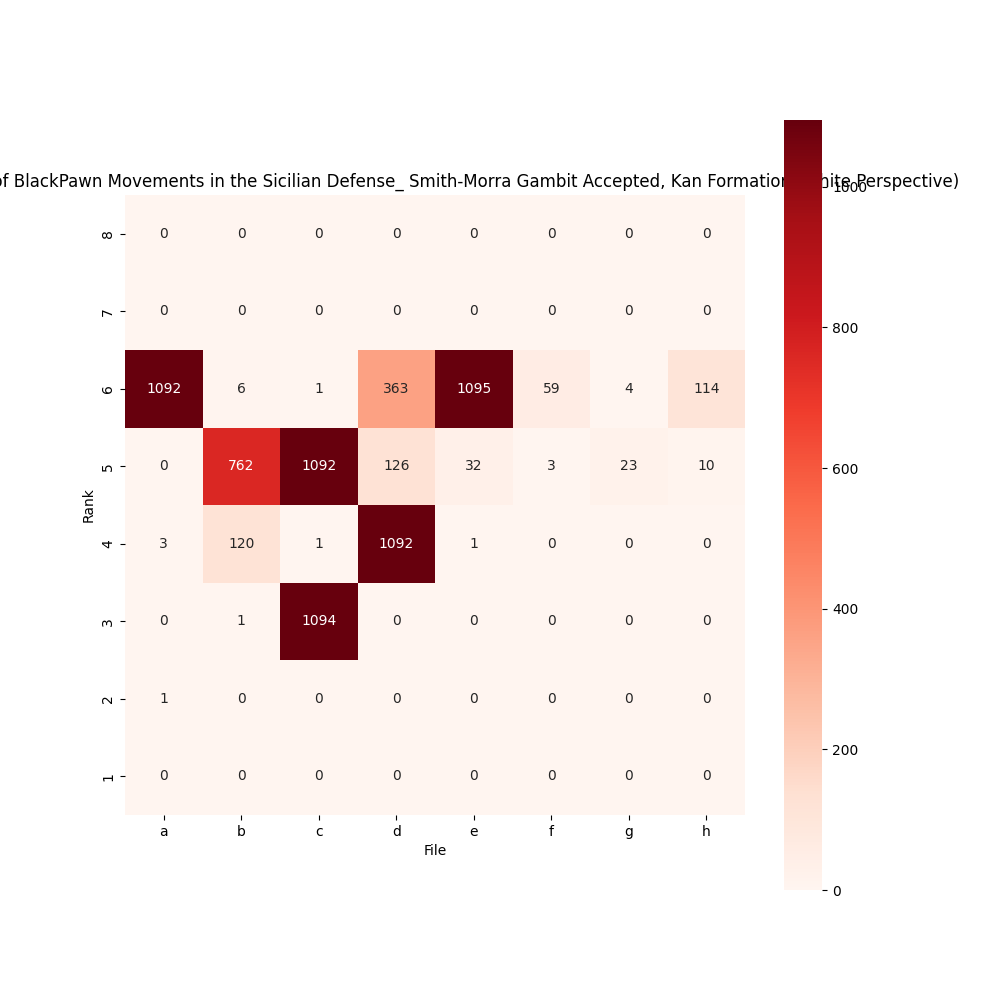 of BlackPawn Movements in the Sicilian Defense_ Smith-Morra Gambit Accepted, Kan Formation Perspective)
1000
8 0 0 0 0 0 0 0 0
7 0 0 0 0 0 0 0 0
800
6 1092 6 1 363 1095 59 4 114
5 0 762 1092 126 32 3 23 10
600
Rank
4 3 120 1 1092 1 0 0 0
400
3 0 1 1094 0 0 0 0 0
2 1 0 0 0 0 0 0 0
200
1 0 0 0 0 0 0 0 0
a b c d e f g h
File
0